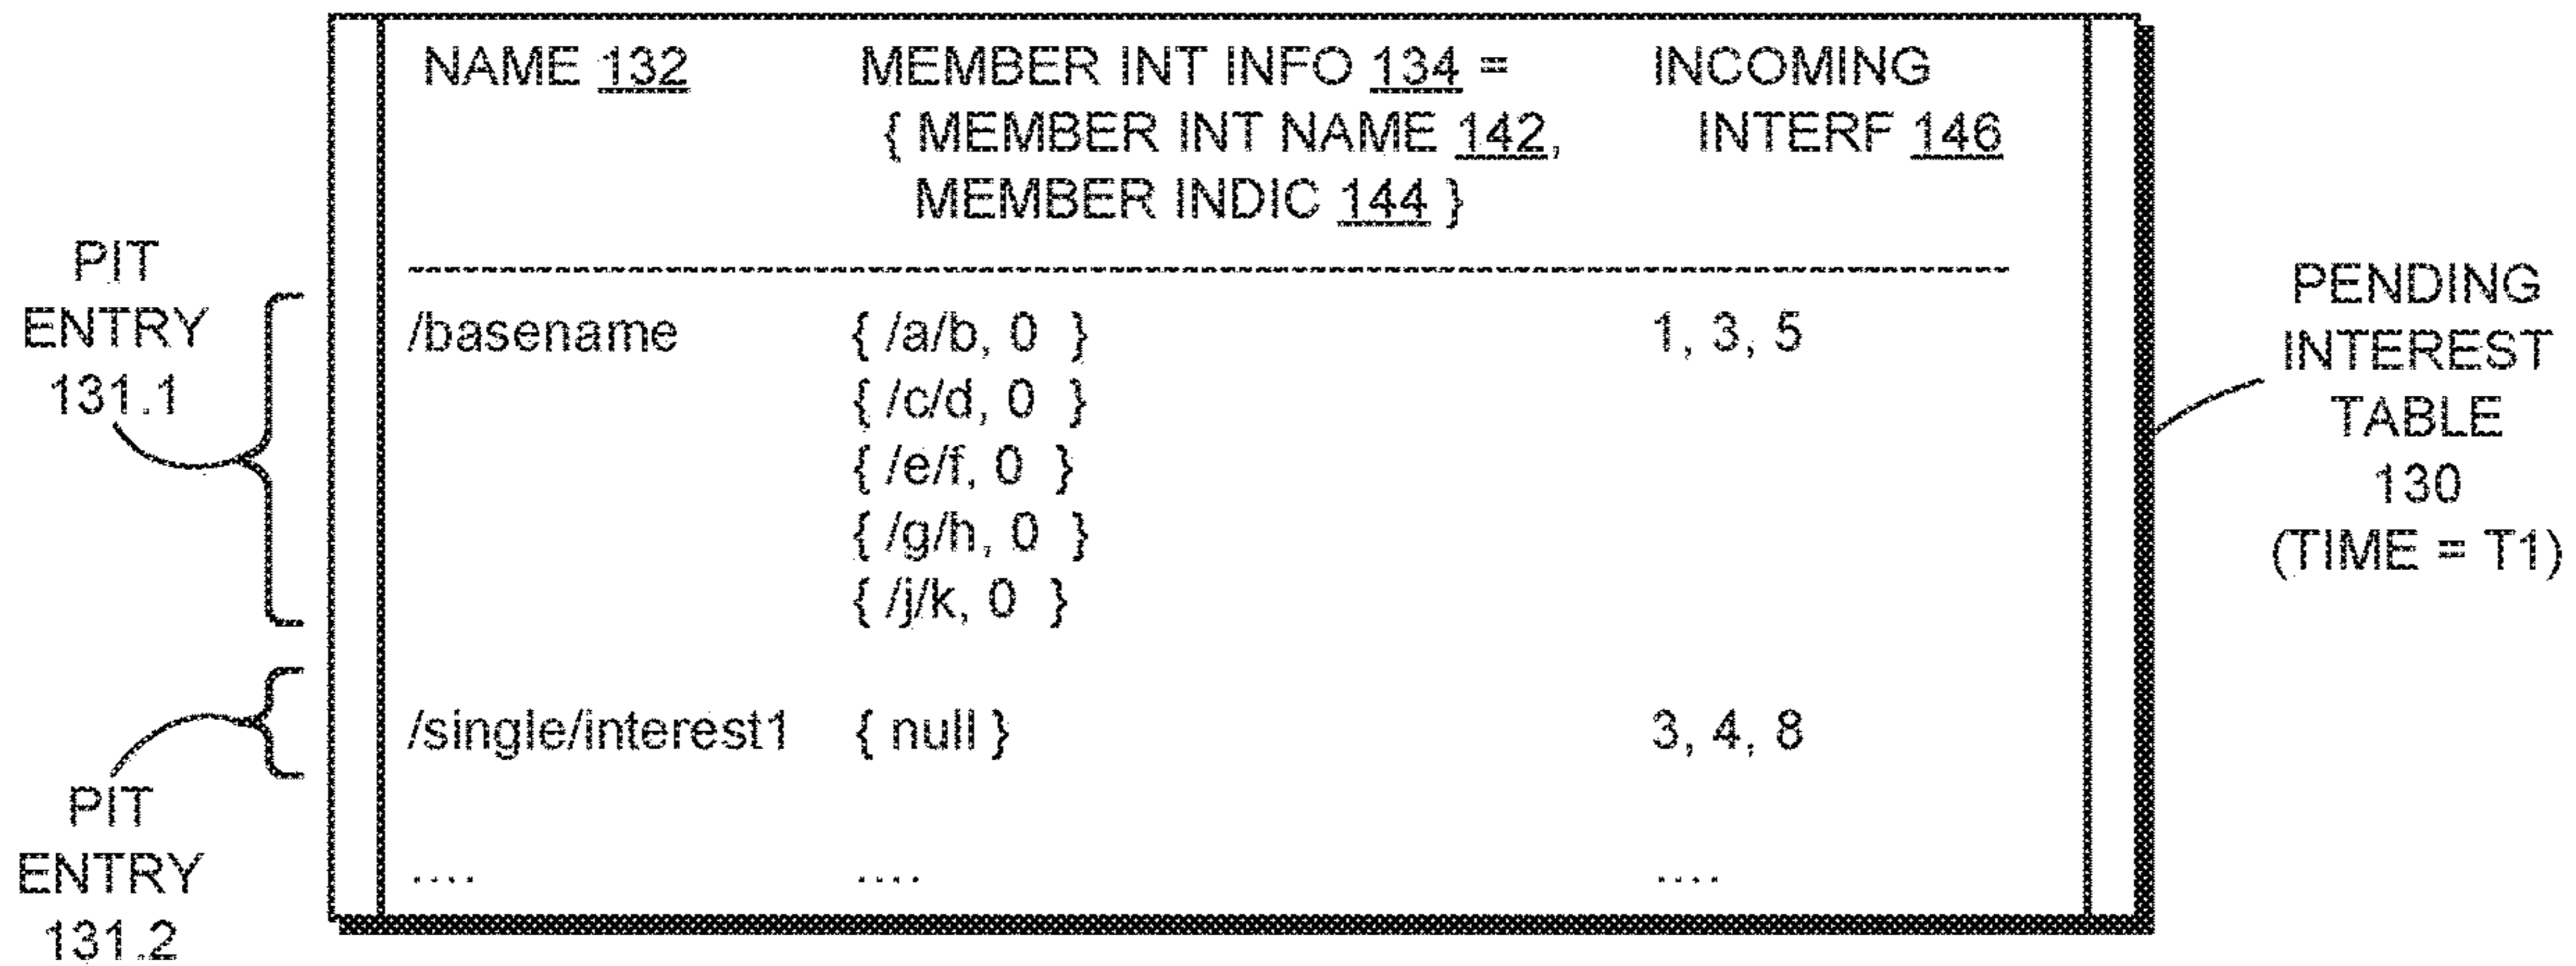 NAME 132 MEMBER INT INFO 134 = INCOMING
{ MEMBER INT NAME 142, INTERF 146
MEMBER INDIC 144 }
PIT
ENTRY
131.1
/basename { /a/b, 0 } 1, 3, 5
{ /c/d, 0 }
{ /e/f, 0 }
{ /g/h, 0 }
{ /j/k, 0 }
/single/interest1 { null } 3, 4, 8
PIT
ENTRY
131.2
.... .... ....
PENDING
INTEREST
TABLE
130
(TIME = T1)